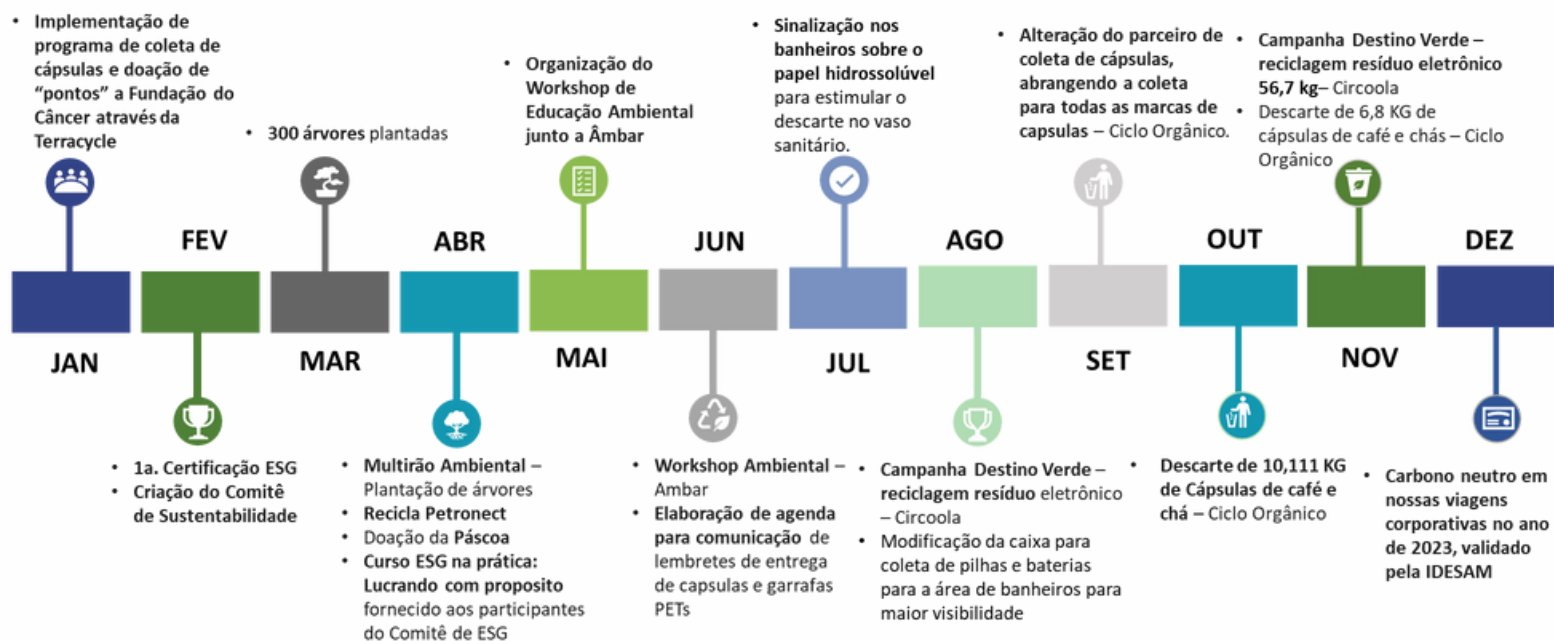 • Implementação de
programa de coleta de
cápsulas e doação de
“pontos” a Fundação do
Câncer através da
Terracycle
• 300 árvores plantadas
• Organização do
Workshop de
Educação Ambiental
junto a Âmbar
• Sinalização nos
banheiros sobre o
papel hidrossolúvel
para estimular o
descarte no vaso
sanitário.
• Alteração do parceiro de
coleta de cápsulas,
abrangendo a coleta
para todas as marcas de
capsulas – Ciclo Orgânico.
• Campanha Destino Verde –
reciclagem resíduo eletrônico
56,7 kg– Circoola
• Descarte de 6,8 KG de
cápsulas de café e chás – Ciclo
Orgânico
FEV
ABR
JUN
AGO
OUT
DEZ
JAN
MAR
MAI
JUL
SET
NOV
• 1a. Certificação ESG
• Criação do Comitê
de Sustentabilidade
• Multirão Ambiental –
Plantação de árvores
• Recicla Petronect
• Doação da Páscoa
• Curso ESG na prática:
Lucrando com proposito
fornecido aos participantes
do Comitê de ESG
• Workshop Ambiental –
Ambar
• Elaboração de agenda
para comunicação de
lembretes de entrega
de capsulas e garrafas
PETs
• Campanha Destino Verde –
reciclagem resíduo eletrônico
– Circoola
• Modificação da caixa para
coleta de pilhas e baterias
para a área de banheiros para
maior visibilidade
• Descarte de 10,111 KG
de Cápsulas de café e
chá – Ciclo Orgânico
• Carbono neutro em
nossas viagens
corporativas no ano
de 2023, validado
pela IDESAM